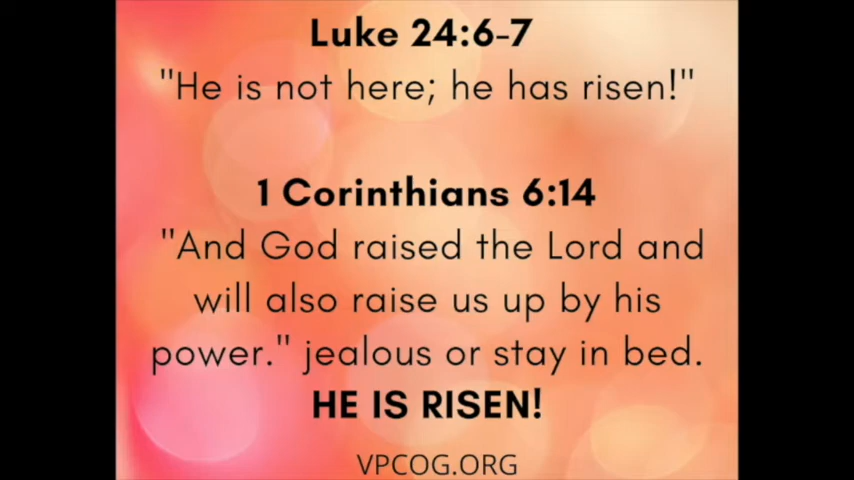 Luke 24:6-7
"He is not here; he has risen!"
1 Corinthians 6:14
"And God raised the Lord and
will also raise us up by his
power." jealous or stay in bed.
HE IS RISEN!
VPCOG.ORG